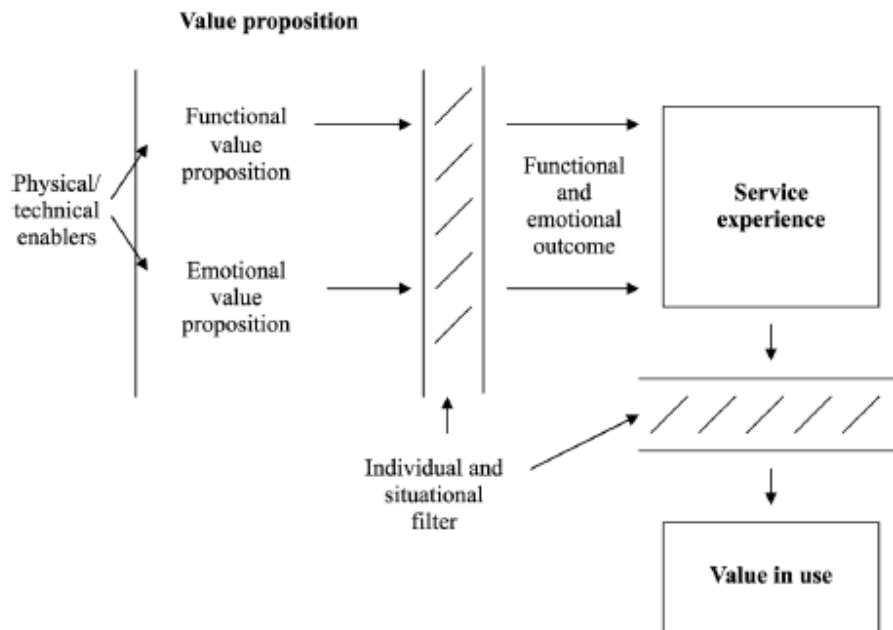 Value proposition
Functional
value
proposition
Physical/
technical
enablers
Emotional
value
proposition
Functional
and
emotional
outcome
Service
experience
Individual and
situational
filter
Value in use